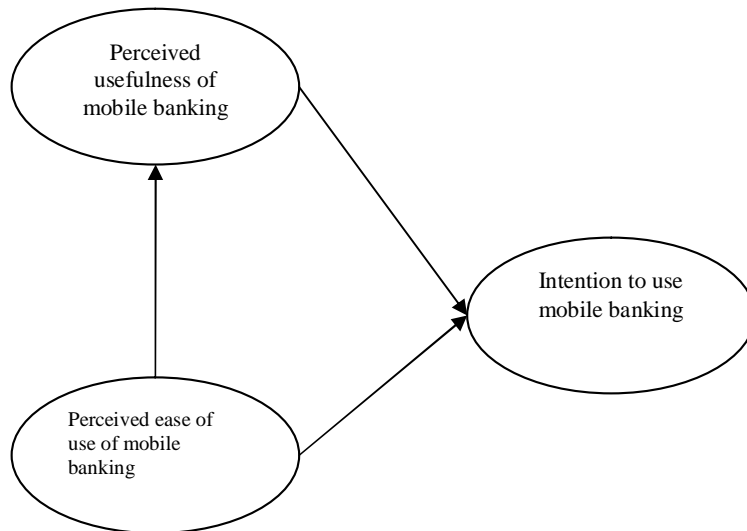 Perceived
usefulness of
mobile banking
Intention to use
mobile banking
Perceived ease of
use of mobile
banking